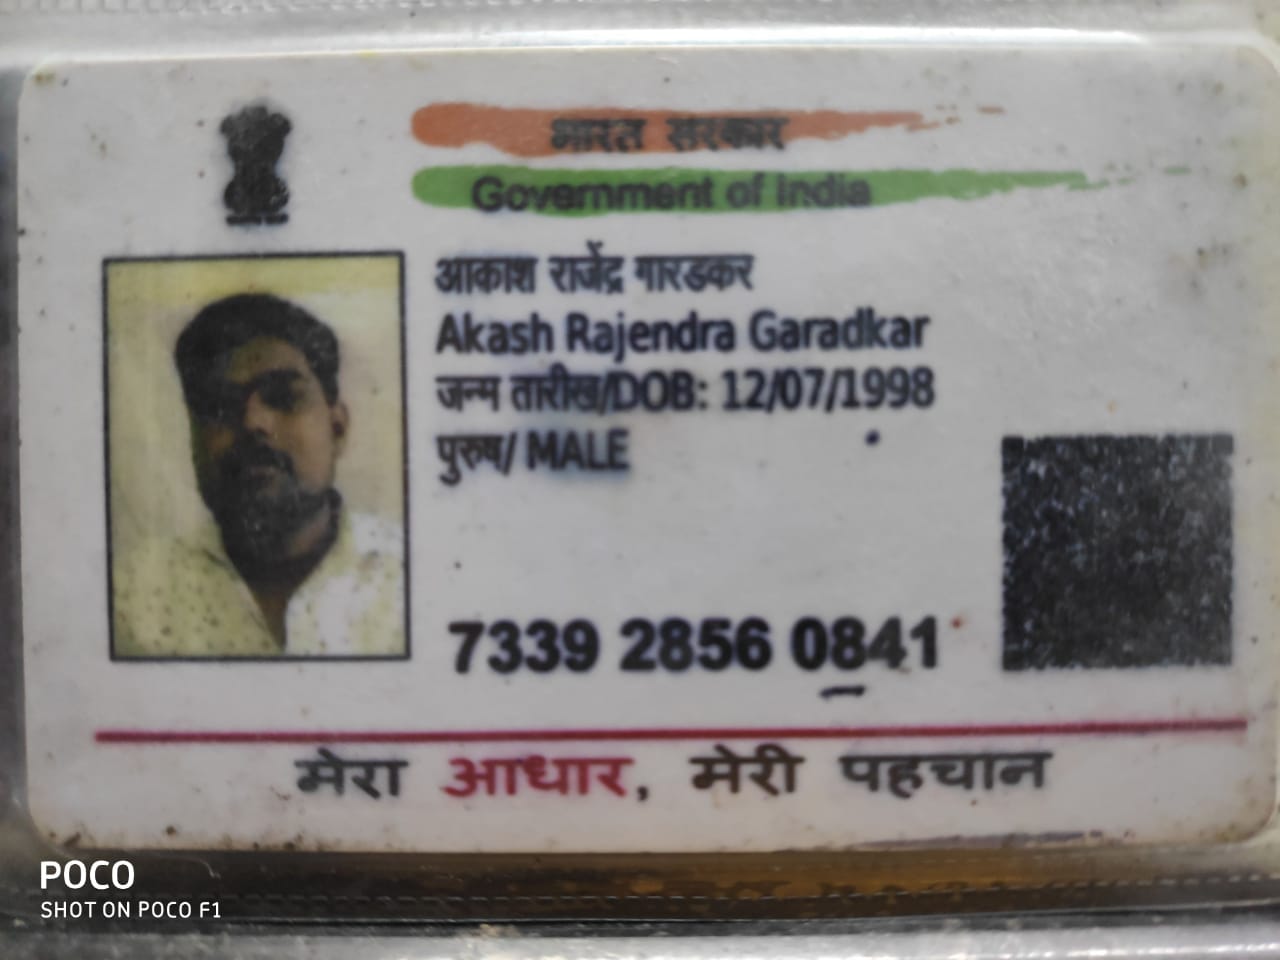 भारत सरकार
Government of India
आकाश राजेंद्र गारडकर
Akash Rajendra Garadkar
जन्म तारीख/DOB: 12/07/1998
पुरुष/ MALE
7339 2856 0841
मेरा आधार, मेरी पहचान
POCO
SHOT ON POCO F1